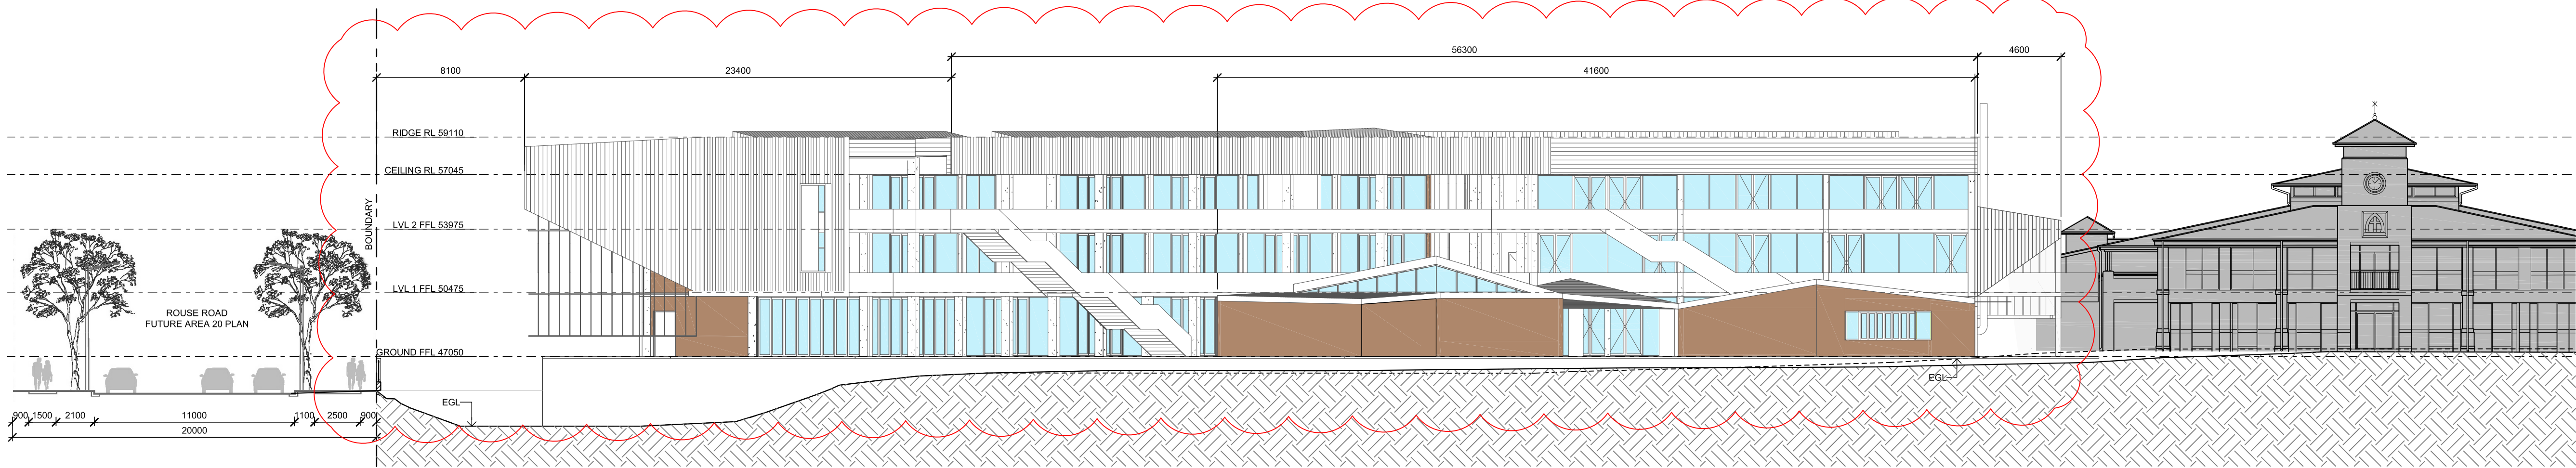 56300
4600
8100
23400
41600
RIDGE RL 59110
CEILING RL 57045
BOUNDARY
LVL 2 FFL 53975
LVL 1 FFL 50475
ROUSE ROAD
FUTURE AREA 20 PLAN
GROUND FFL 47050
EGL
EGL
900 1500 2100 11000 1100 2500 900
20000